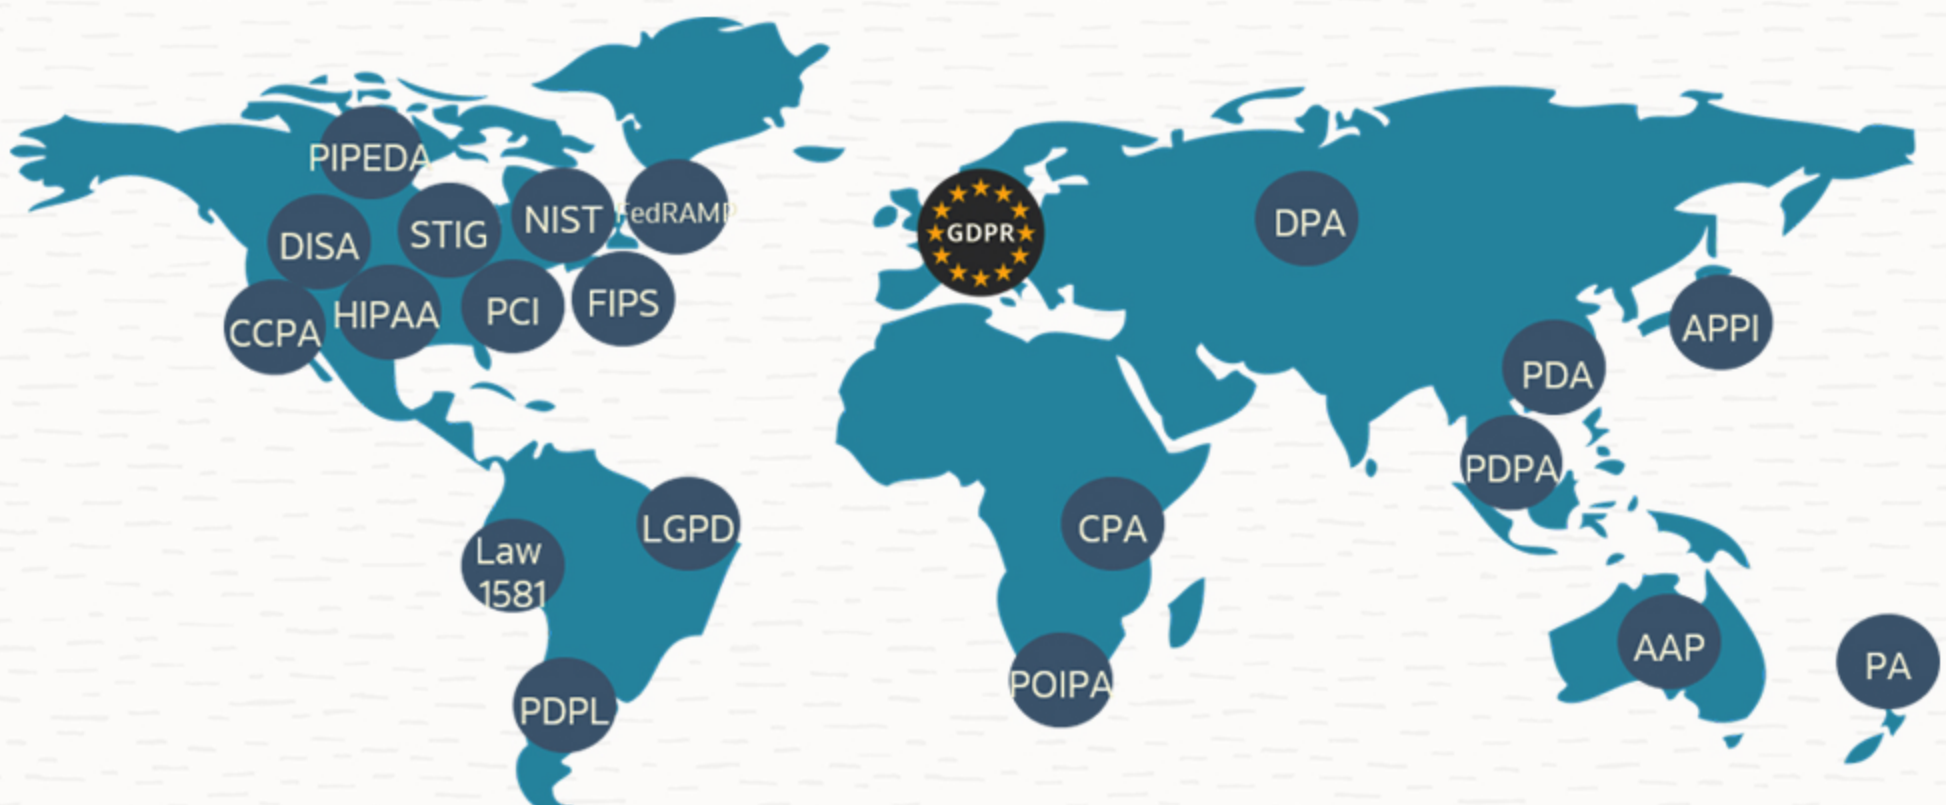 PIPEDA
DISA
STIG
NIST
FedRAMP
CCPA
HIPAA
PCI
FIPS
GDPR
DPA
APPI
PDA
PDPA
LGPD
Law
1581
PDPL
CPA
POIPA
AAP
PA